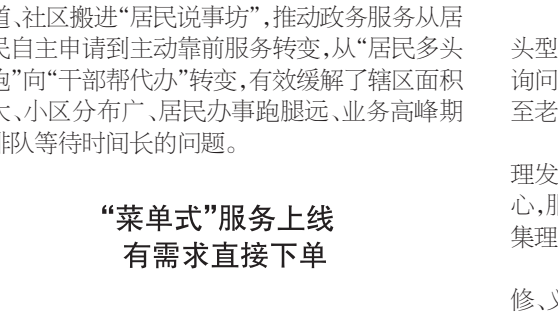 道、社区搬进“居民说事坊”,推动政务服务从居
民自主申请到主动靠前服务转变,从“居民多头
跑”向“干部帮代办”转变,有效缓解了辖区面积
大、小区分布广、居民办事跑腿远、业务高峰期
排队等待时间长的问题。
“菜单式”服务上线
有需求直接下单
头型
询问
至老
理发
心,服
集理
修、义